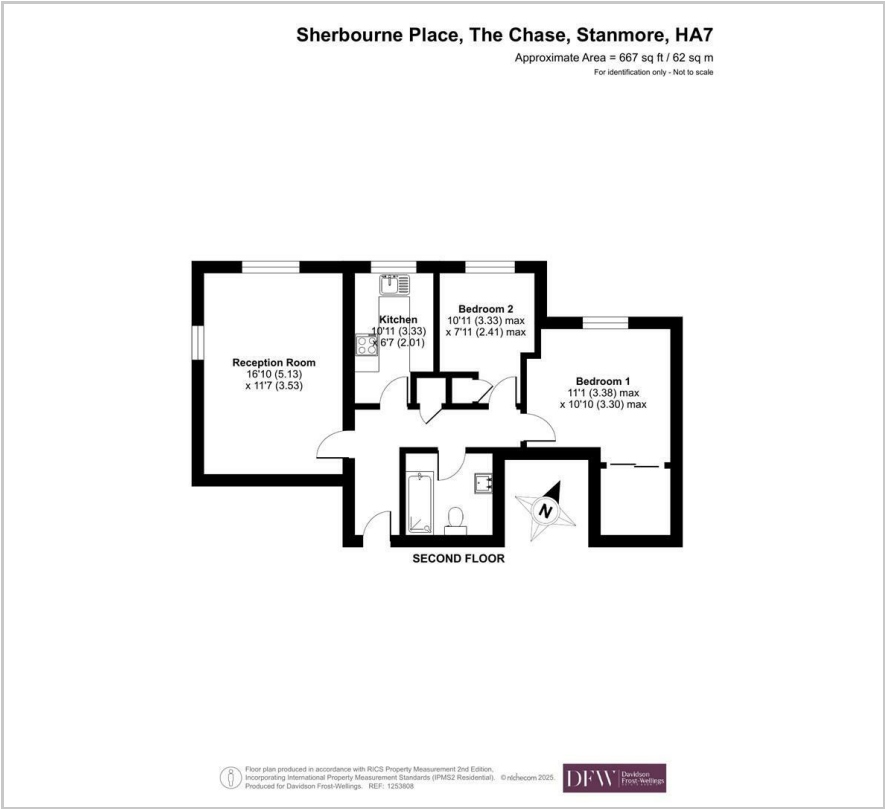 Sherbourne Place, The Chase, Stanmore, HA7
Approximate Area = 667 sq ft / 62 sq m
For identification only - Not to scale
Kitchen
10'11 (3.33)
x 6'7 (2.01)
Bedroom 2
10'11 (3.33) max
x 7'11 (2.41) max
Reception Room
16'10 (5.13)
x 11'7 (3.53)
Bedroom 1
11'1 (3.38) max
x 10'10 (3.30) max
N
SECOND FLOOR
Floor plan produced in accordance with RICS Property Measurement 2nd Edition,
Incorporating International Property Measurement Standards (IPMS2 Residential). © nichecom 2025.
Produced for Davidson Frost-Wellings. REF: 1253808
DFW
Davidson
Frost-Wellings